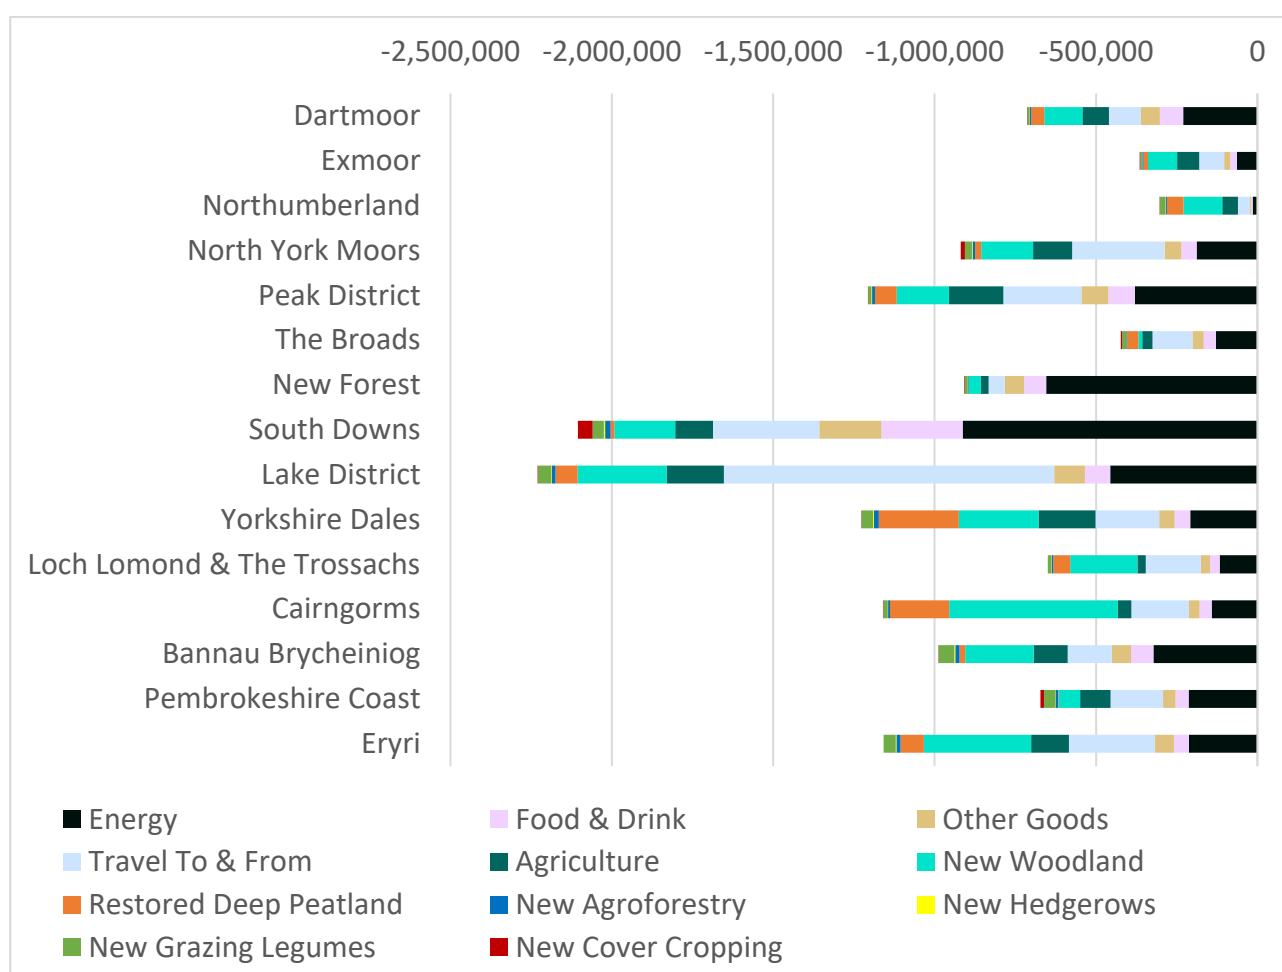 -2,500,000 -2,000,000 -1,500,000 -1,000,000 -500,000 0
Dartmoor
Exmoor
Northumberland
North York Moors
Peak District
The Broads
New Forest
South Downs
Lake District
Yorkshire Dales
Loch Lomond & The Trossachs
Cairngorms
Bannau Brycheiniog
Pembrokeshire Coast
Eryri
Energy Food & Drink Other Goods
Travel To & From Agriculture New Woodland
Restored Deep Peatland New Agroforestry New Hedgerows
New Grazing Legumes New Cover Cropping